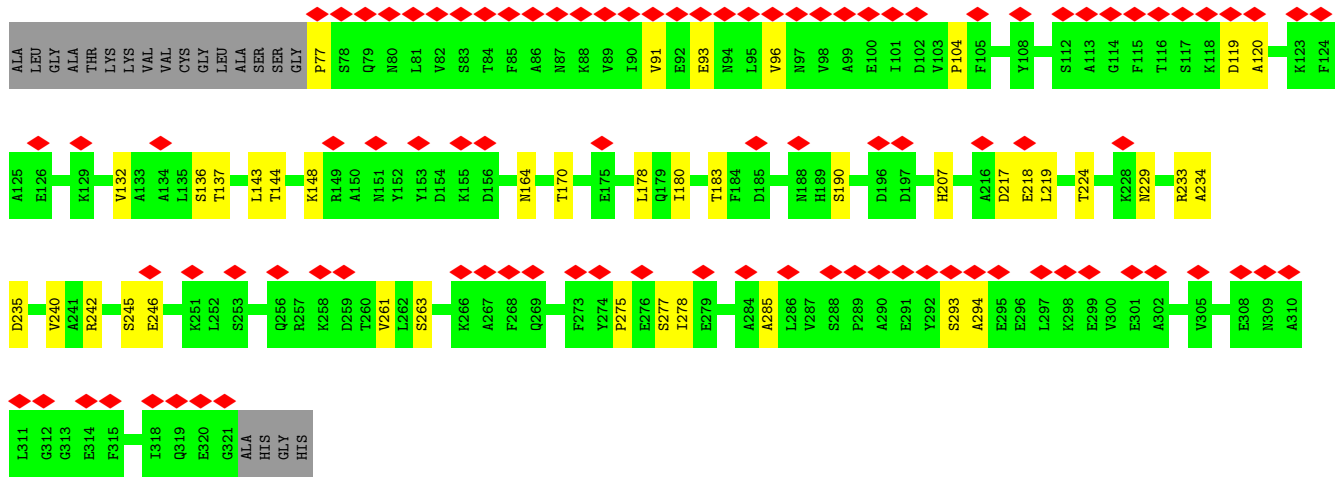 ALA LEU GLY ALA THR LYS LYS VAL VAL CYS GLY LEU ALA SER SER GLY P77 S78 Q79 N80 L81 V82 S83 T84 F85 A86 N87 K88 V89 I90 V91 E92 E93 N94 L95 V96 N97 V98 A99 E100 I101 D102 V103 P104 F105 Y108 S112 A113 G114 F115 T116 S117 K118 D119 A120 K123 F124
A125 E126 K129 V132 A133 A134 L135 S136 T137 L143 T144 K148 R149 A150 N151 Y152 Y153 D154 K155 D156 N164 T170 E175 L178 Q179 I180 T183 F184 D185 N188 H189 S190 D196 D197 H207 A216 D217 E218 L219 T224 K228 N229 R233 A234
D235 V240 A241 R242 S245 E246 K251 L252 S253 Q256 R257 K258 D259 T260 V261 L262 S263 K266 A267 F268 Q269 F273 Y274 P275 E276 S277 I278 E279 A284 A285 L286 V287 S288 P289 A290 E291 Y292 S293 A294 E295 E296 L297 K298 E299 V300 E301 A302 V305 E308 N309 A310
L311 G312 G313 E314 F315 I318 Q319 E320 G321 ALA HIS GLY HIS